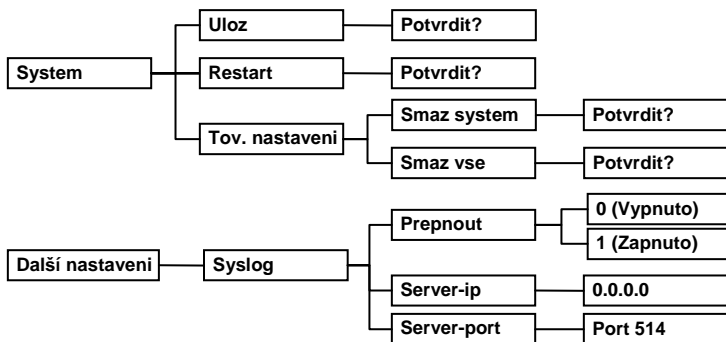 Uloz
Potvrdit?
System
Restart
Potvrdit?
Smaz system
Potvrdit?
Tov. nastaveni
Smaz vse
Potvrdit?
0 (Vypnuto)
Prepnout
1 (Zapnuto)
Další nastaveni
Syslog
Server-ip
0.0.0.0
Server-port
Port 514